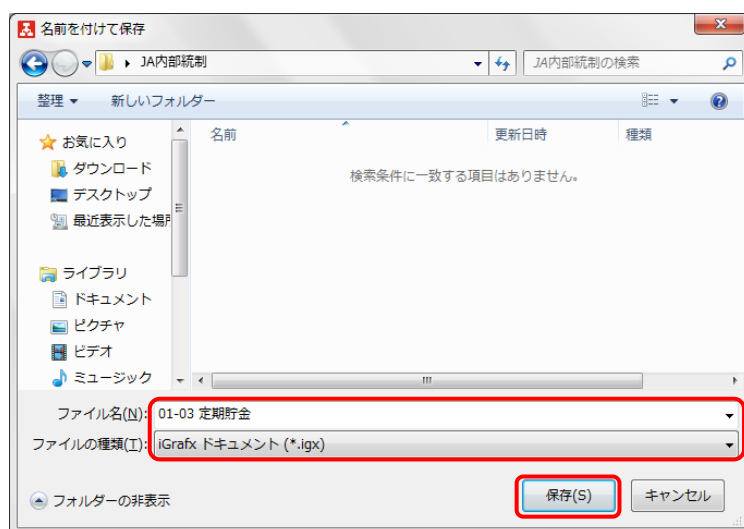 名前を付けて保存
JA内部統制
JA内部統制の検索
整理 新しいフォルダー
お気に入り
ダウンロード
デスクトップ
最近表示した場所
ライブラリ
ドキュメント
ピクチャ
ビデオ
ミュージック
名前 更新日時 種類
検索条件に一致する項目はありません。
ファイル名(N): 01-03 定期貯金
ファイルの種類(T): iGrafx ドキュメント (*.igx)
フォルダーの非表示
保存(S) キャンセル